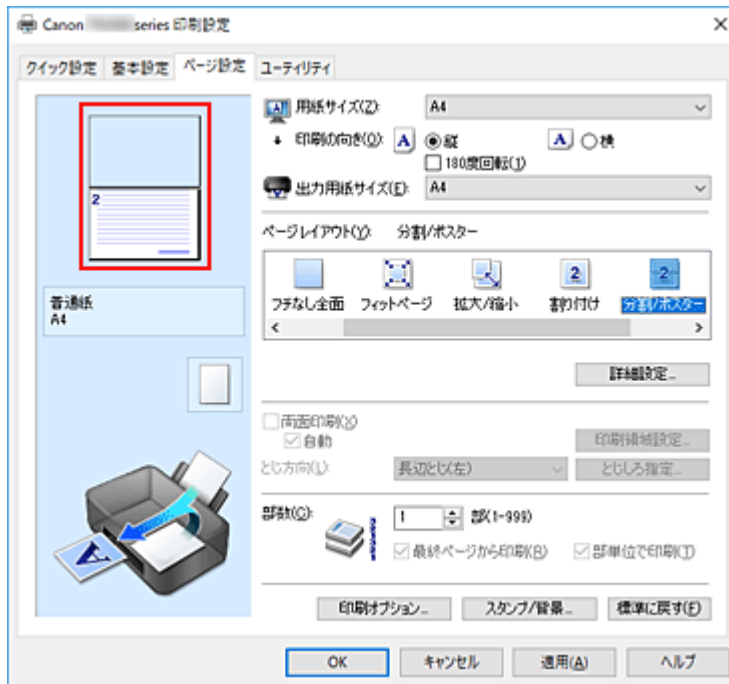 Canon series 印刷設定
クイック設定 基本設定 ページ設定 ユーティリティ
2
普通紙
A4
A
用紙サイズ(Z): A4
印刷の向き(O): A 縦 A 横
180度回転(1)
出力用紙サイズ(E): A4
ページレイアウト(Y): 分割/ポスター
2 2
フチなし全面 フィットページ 拡大/縮小 割り付け 分割/ポスター
詳細設定...
両面印刷(X)
自動 印刷領域設定...
とじ方向(L): 長辺とじ(左) とじしろ指定...
部数(C): 1 部(1-999)
最終ページから印刷(R) 部単位で印刷(T)
印刷オプション... スタンプ/背景... 標準に戻す(F)
OK キャンセル 適用(A) ヘルプ